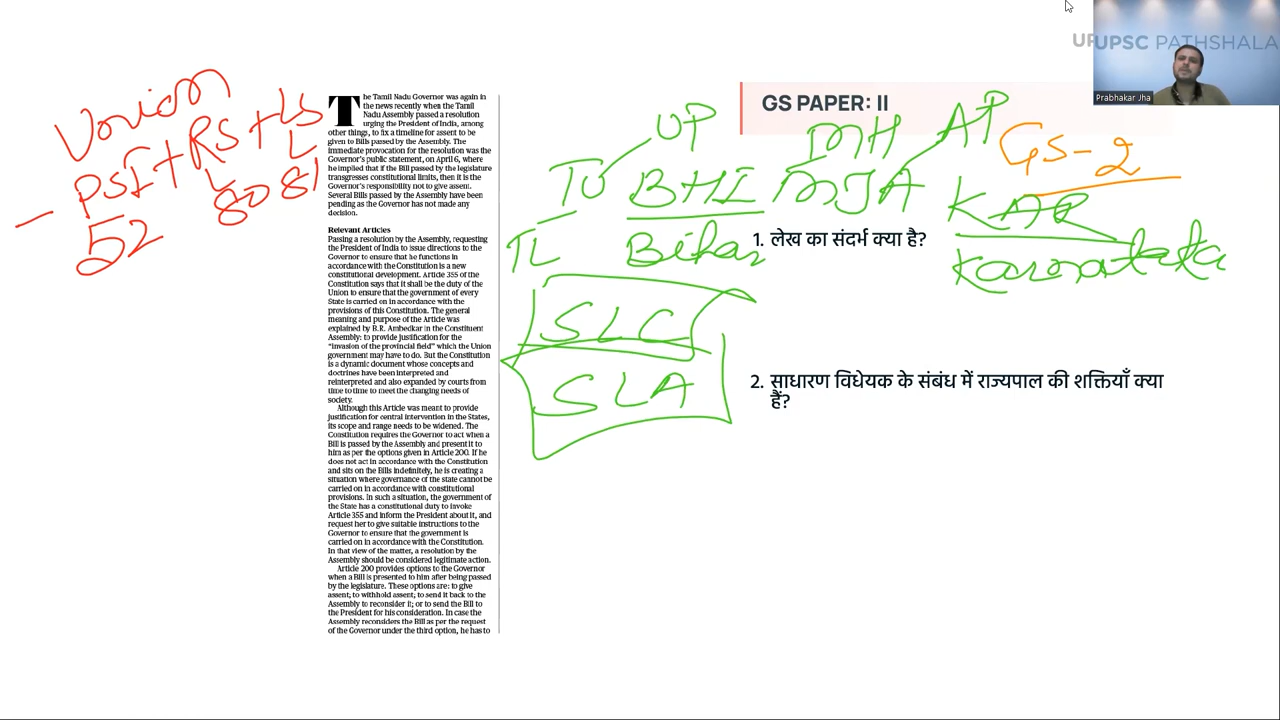 UPSC PATHSHALA
Prabhakar Jha
GS PAPER: II
GS-2
PSI + RS + LS
52 80 81
The Tamil Nadu Governor was again in
the news recently when the Tamil
Nadu Assembly passed a resolution
urging the President of India, among
other things, to fix a timeline for assent to be
given to Bills passed by the Assembly. The
immediate provocation for the resolution was the
Governor's public statement, on April 6, where
he implied that if the Bill passed by the legislature
transgresses constitutional limits, then it is the
Governor's responsibility not to give assent.
Several Bills passed by the Assembly have been
pending as the Governor has not made any
decision.
Relevant Articles
Passing a resolution by the Assembly, requesting
the President of India to issue directions to the
Governor to ensure that he functions in
accordance with the Constitution is a new
constitutional development. Article 355 of the
Constitution says that it shall be the duty of the
Union to ensure that the government of every
State is carried on in accordance with the
provisions of this Constitution. The general
meaning and purpose of the Article was
explained by B.R. Ambedkar in the Constituent
Assembly: to provide justification for the
"invasion of the provincial field" which the Union
government may have to do. But the Constitution
is a dynamic document whose concepts and
doctrines have been interpreted and
reinterpreted and also expanded by courts from
time to time to meet the changing needs of
society.
Although this Article was meant to provide
justification for central intervention in the States,
its scope and range needs to be widened. The
Constitution requires the Governor to act when a
Bill is passed by the Assembly and present it to
him as per the options given in Article 200. If he
does not act in accordance with the Constitution
and sits on the Bills indefinitely, he is creating a
situation where governance of the state cannot be
carried on in accordance with constitutional
provisions. In such a situation, the government of
the State has a constitutional duty to invoke
Article 355 and inform the President about it, and
request her to give suitable instructions to the
Governor to ensure that the government is
carried on in accordance with the Constitution.
In that view of the matter, a resolution by the
Assembly should be considered legitimate action.
Article 200 provides options to the Governor
when a Bill is presented to him after being passed
by the legislature. These options are: to give
assent; to withhold assent; to send it back to the
Assembly to reconsider it; or to send the Bill to
the President for his consideration. In case the
Assembly reconsiders the Bill as per the request
of the Governor under the third option, he has to
UP MH AP
BHI MJA KAR
TL Bihar Karnataka
SLC
SLA
1. लेख का संदर्भ क्या है?
2. साधारण विधेयक के संबंध में राज्यपाल की शक्तियाँ क्या
हैं?